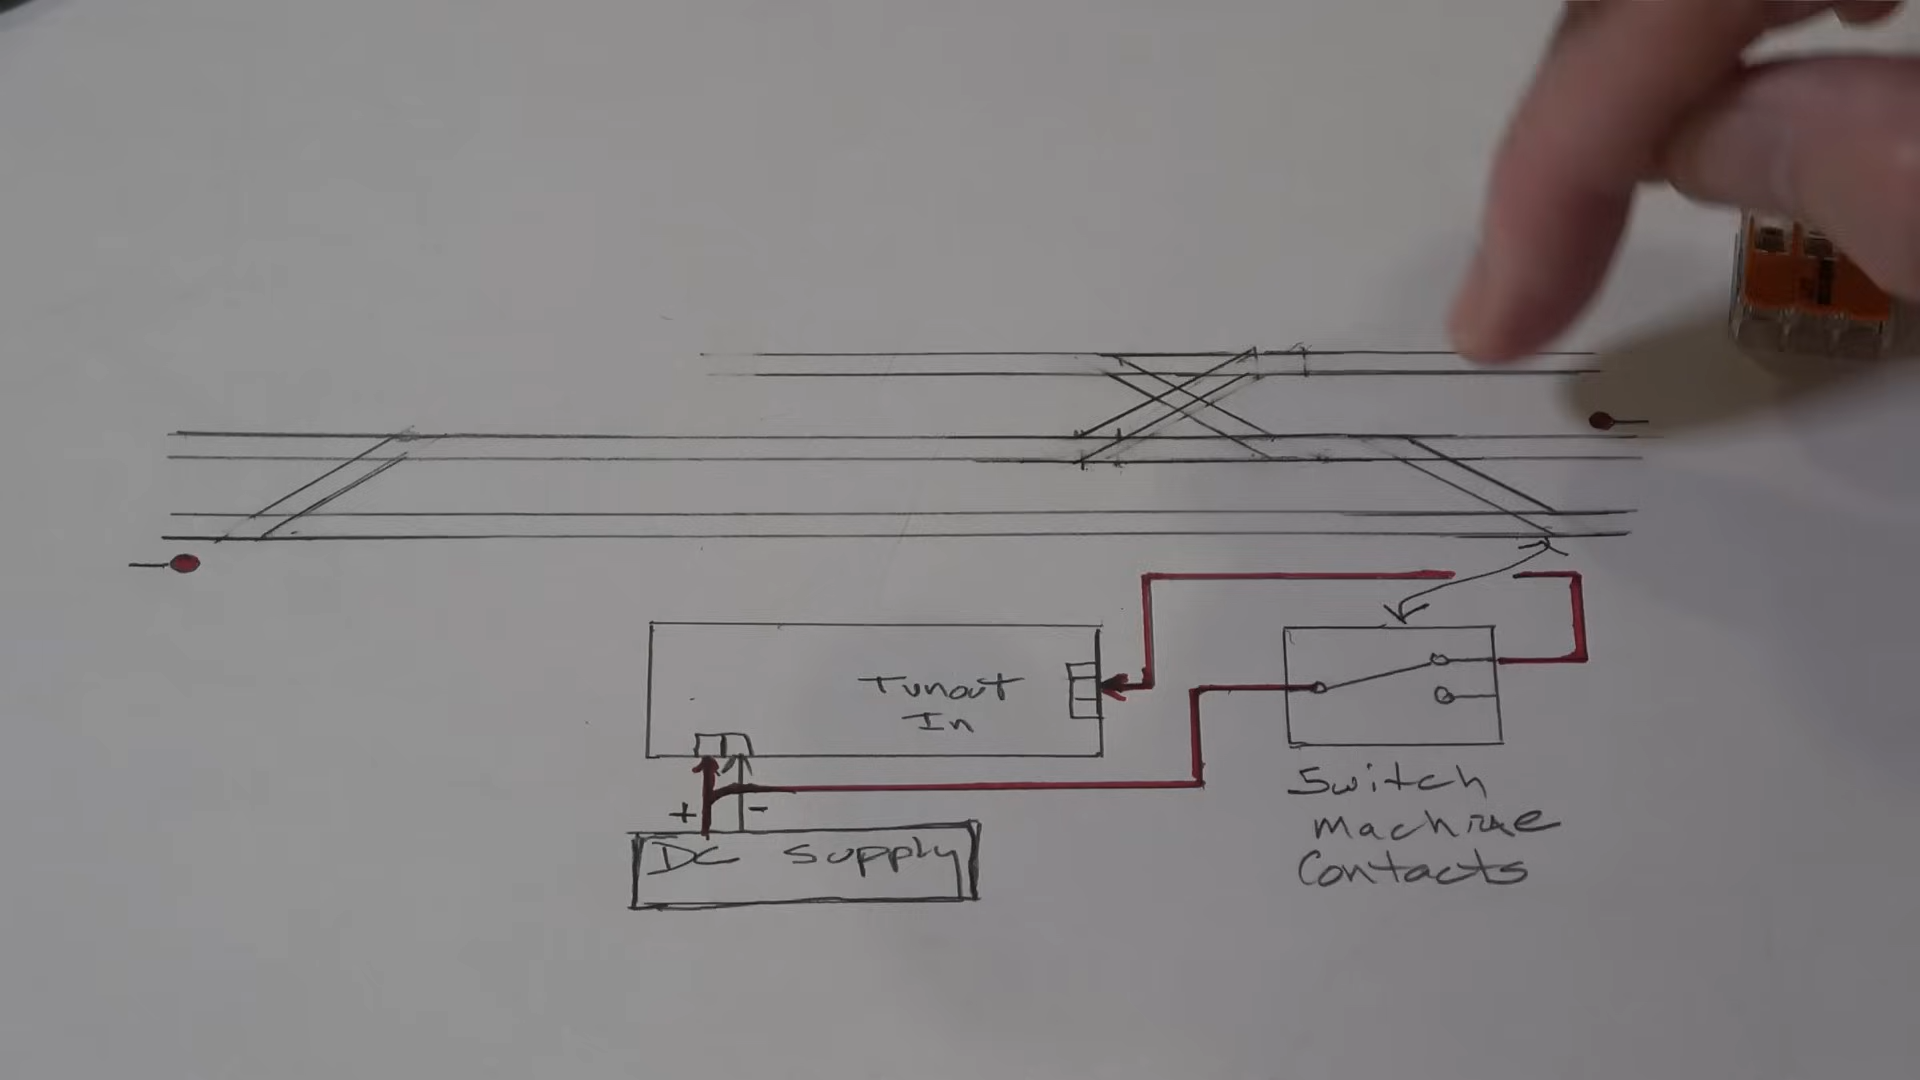 Tunout
In
+ -
DC Supply
Switch
Machine
Contacts